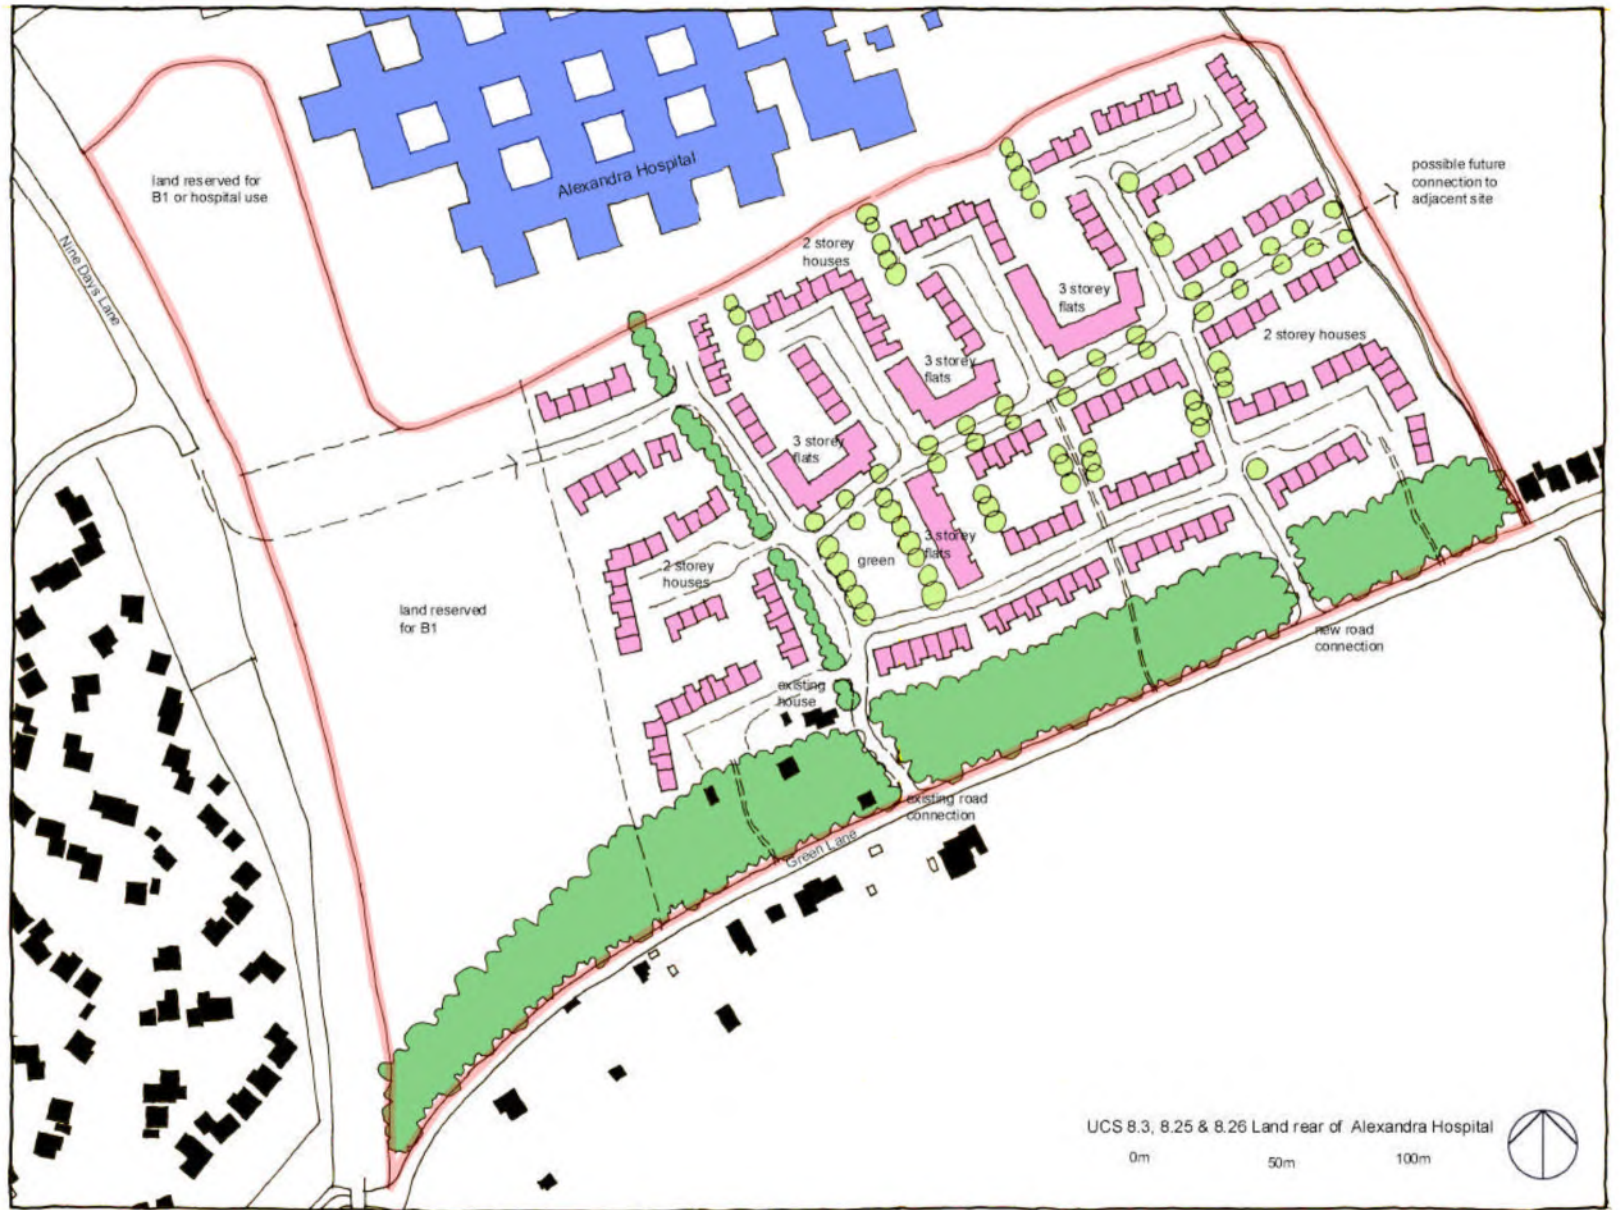 Alexandra Hospital
land reserved for
B1 or hospital use
possible future
connection to
adjacent site
Nine Days Lane
2 storey
houses
3 storey
flats
2 storey houses
3 storey
flats
3 storey
flats
3 storey
flats
green
2 storey
houses
land reserved
for B1
new road
connection
existing
house
existing road
connection
Green Lane
UCS 8.3, 8.25 & 8.26 Land rear of Alexandra Hospital
0m
50m
100m